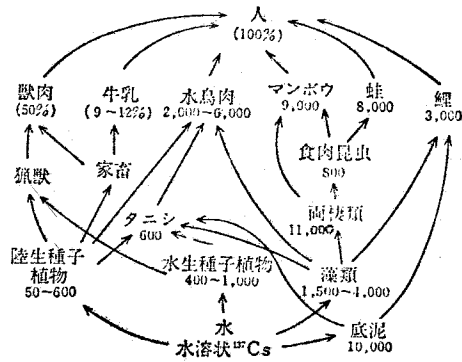 人
(100%)
獣肉
(50%)
牛乳
(9~12%)
水鳥肉
2,000~6,000
マンボウ
9,000
蛙
8,000
鯉
3,000
食肉昆虫
800
猟獣
家畜
両棲類
11,000
タニシ
600
陸生種子
植物
50~600
水生種子植物
400~1,000
藻類
1,500~4,000
水
水溶状¹³⁷Cs
底泥
10,000